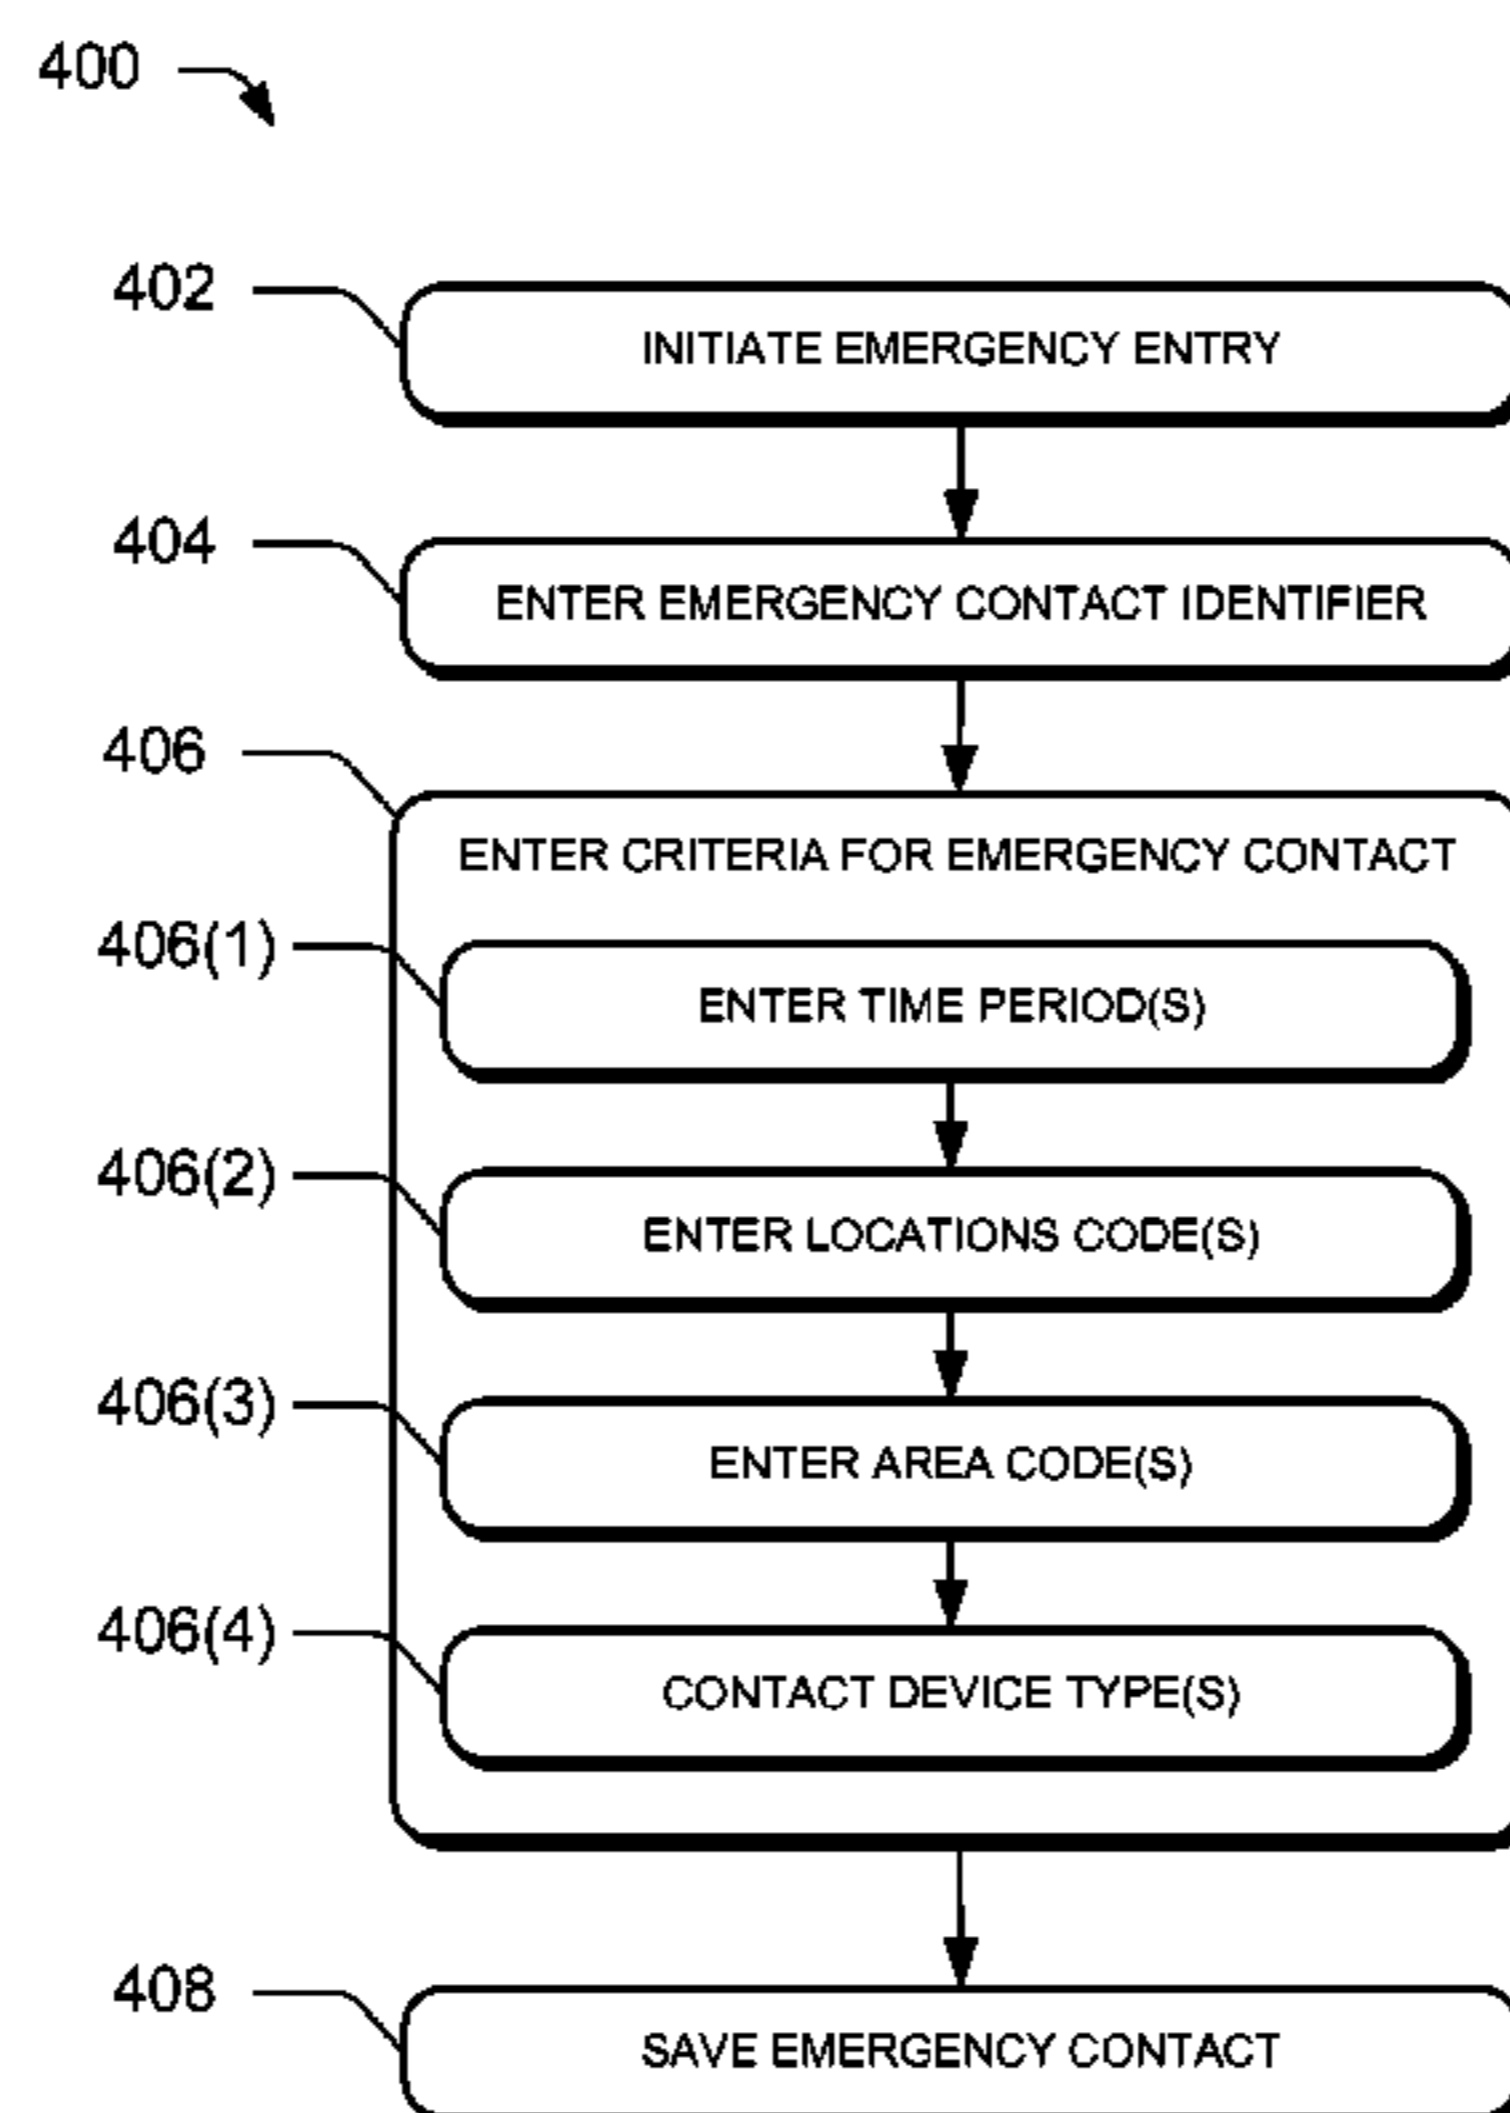 400
402
INITIATE EMERGENCY ENTRY
404
ENTER EMERGENCY CONTACT IDENTIFIER
406
ENTER CRITERIA FOR EMERGENCY CONTACT
406(1)
ENTER TIME PERIOD(S)
406(2)
ENTER LOCATIONS CODE(S)
406(3)
ENTER AREA CODE(S)
406(4)
CONTACT DEVICE TYPE(S)
408
SAVE EMERGENCY CONTACT